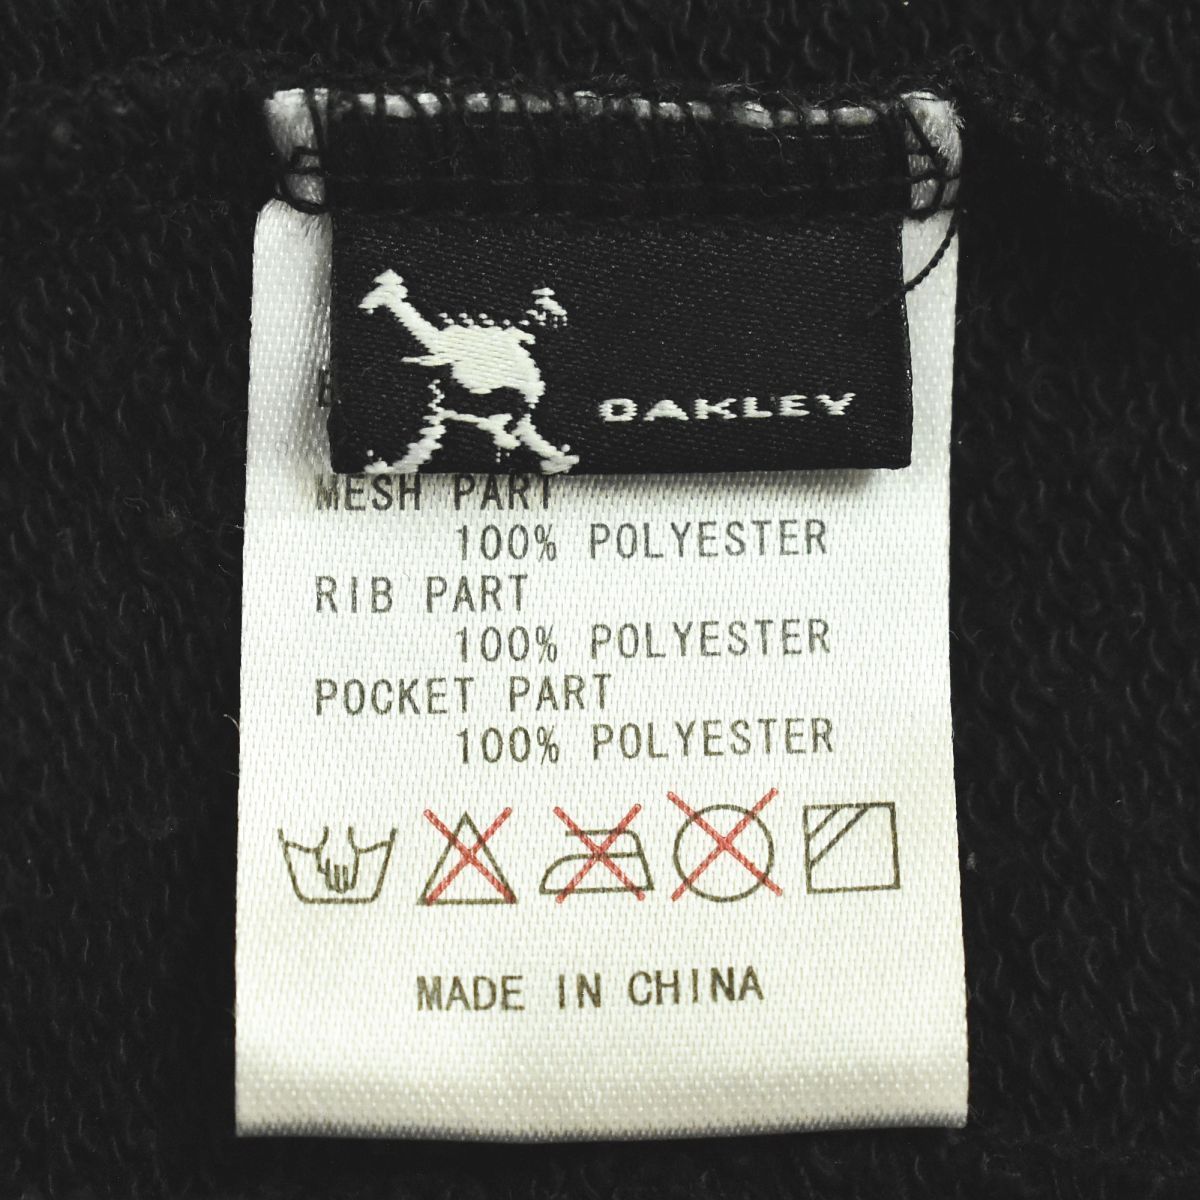 OAKLEY
MESH PART
100% POLYESTER
RIB PART
100% POLYESTER
POCKET PART
100% POLYESTER
MADE IN CHINA